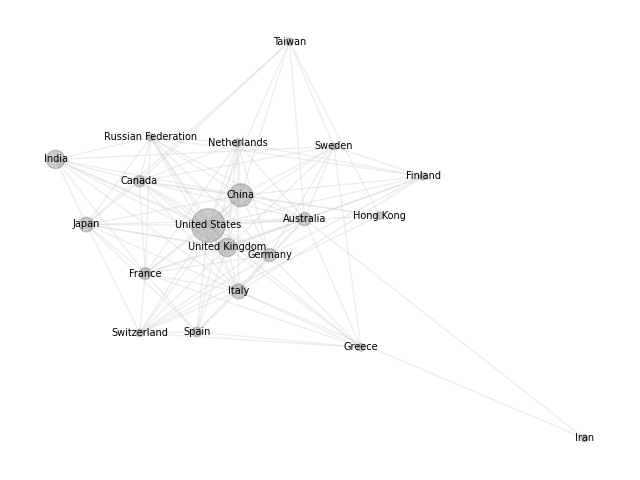 Taiwan
Russian Federation
Netherlands
Sweden
India
Finland
Canada
China
Hong Kong
Australia
Japan
United States
United Kingdom
Germany
France
Italy
Switzerland
Spain
Greece
Iran